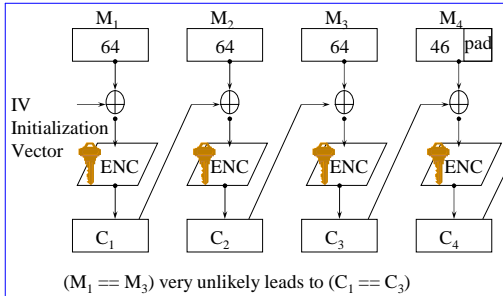 M₁ M₂ M₃ M₄
64 64 64 46 pad
IV
Initialization
Vector
ENC ENC ENC ENC
C₁ C₂ C₃ C₄
(M₁ == M₃) very unlikely leads to (C₁ == C₃)